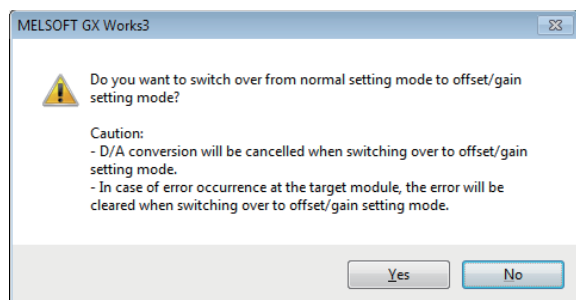 MELSOFT GX Works3
Do you want to switch over from normal setting mode to offset/gain
setting mode?
Caution:
- D/A conversion will be cancelled when switching over to offset/gain
setting mode.
- In case of error occurrence at the target module, the error will be
cleared when switching over to offset/gain setting mode.
Yes
No